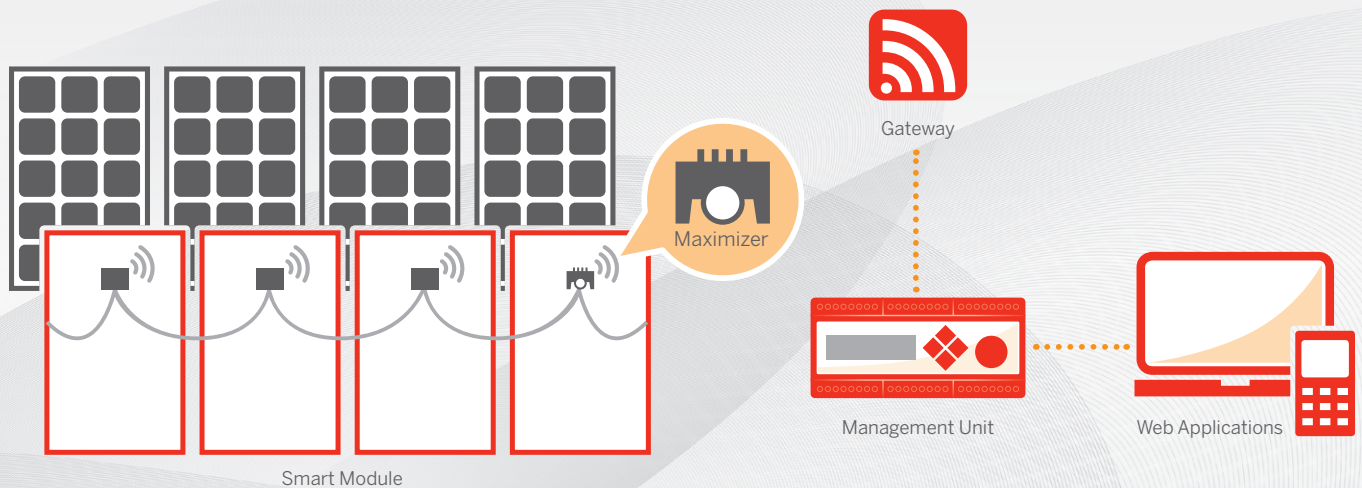 Gateway
Maximizer
Management Unit
Web Applications
Smart Module